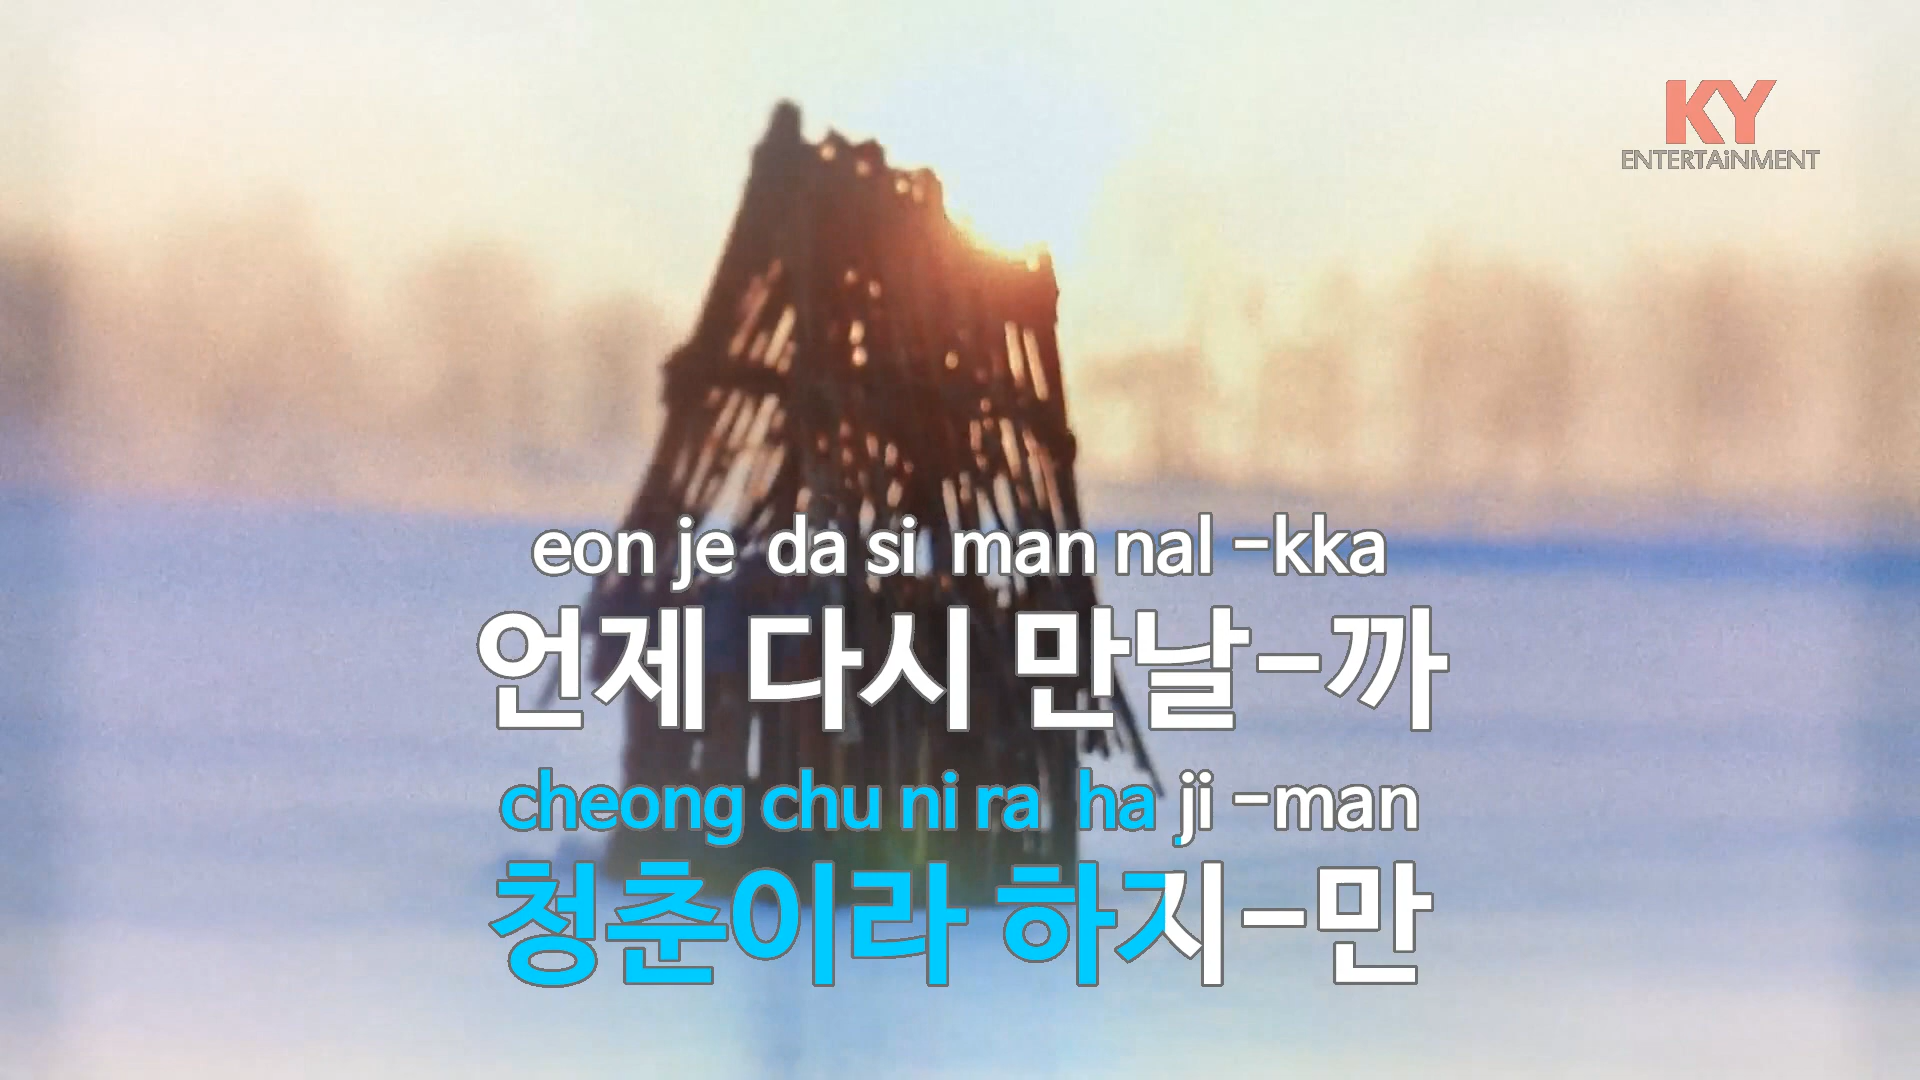 KY
ENTERTAiNMENT
eon je da si man nal -kka
언제 다시 만날-까
cheong chu ni ra ha ji -man
청춘이라 하지-만